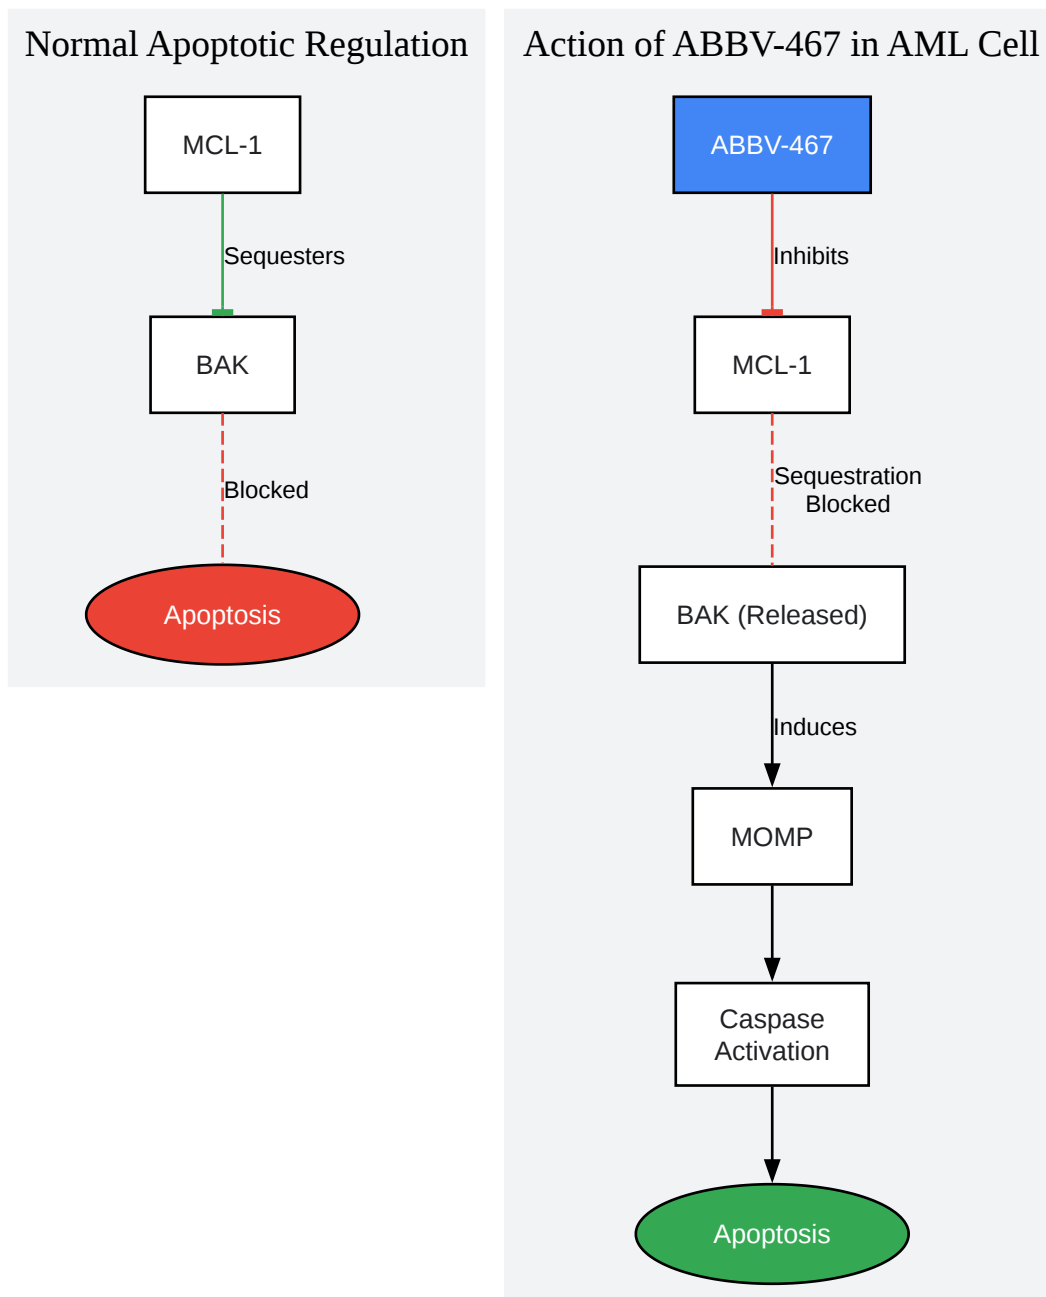 Normal Apoptotic Regulation
MCL-1
Sequesters
BAK
Blocked
Apoptosis
Action of ABBV-467 in AML Cell
ABBV-467
Inhibits
MCL-1
Sequestration
Blocked
BAK (Released)
Induces
MOMP
Caspase
Activation
Apoptosis